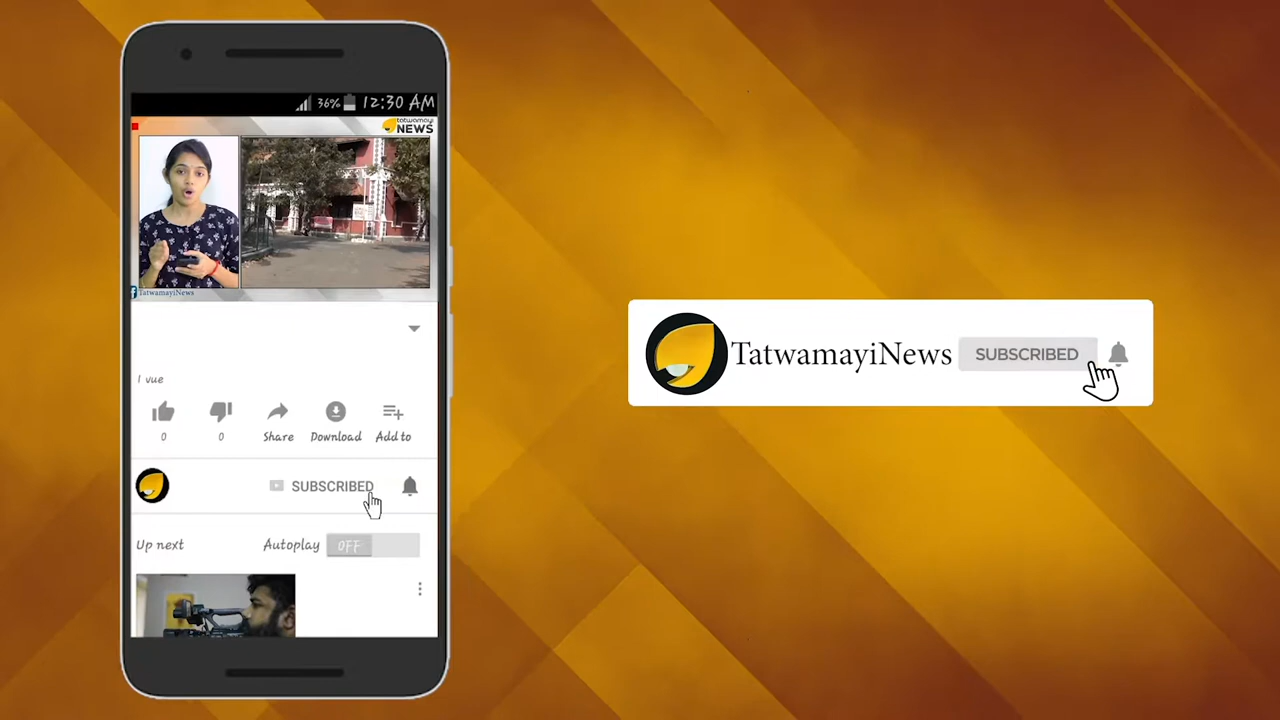 36% 12:30 AM
tatwamayi
NEWS
TatwamayiNews
1 vue
0 0 Share Download Add to
SUBSCRIBED
Up next Autoplay OFF
TatwamayiNews SUBSCRIBED